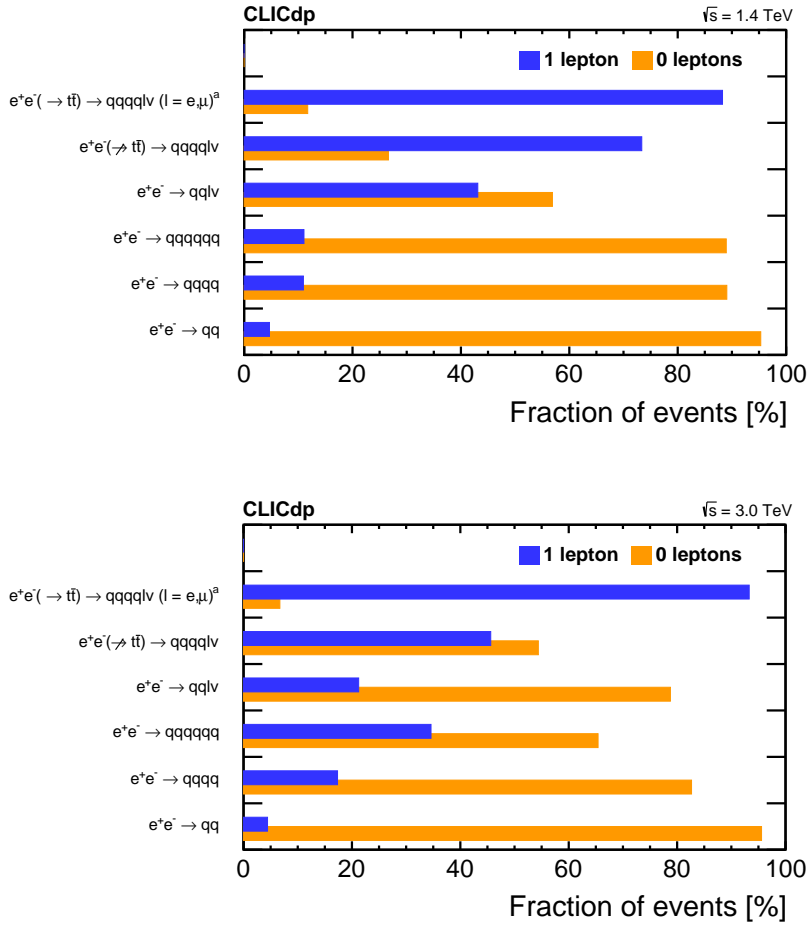 CLICdp √s = 1.4 TeV
1 lepton 0 leptons
e⁺e⁻( → tt̄) → qqqqlν (l = e,μ)ᵃ
e⁺e⁻(↛ tt̄) → qqqqlν
e⁺e⁻ → qqlν
e⁺e⁻ → qqqqqq
e⁺e⁻ → qqqq
e⁺e⁻ → qq
0 20 40 60 80 100
Fraction of events [%]
CLICdp √s = 3.0 TeV
1 lepton 0 leptons
e⁺e⁻( → tt̄) → qqqqlν (l = e,μ)ᵃ
e⁺e⁻(↛ tt̄) → qqqqlν
e⁺e⁻ → qqlν
e⁺e⁻ → qqqqqq
e⁺e⁻ → qqqq
e⁺e⁻ → qq
0 20 40 60 80 100
Fraction of events [%]